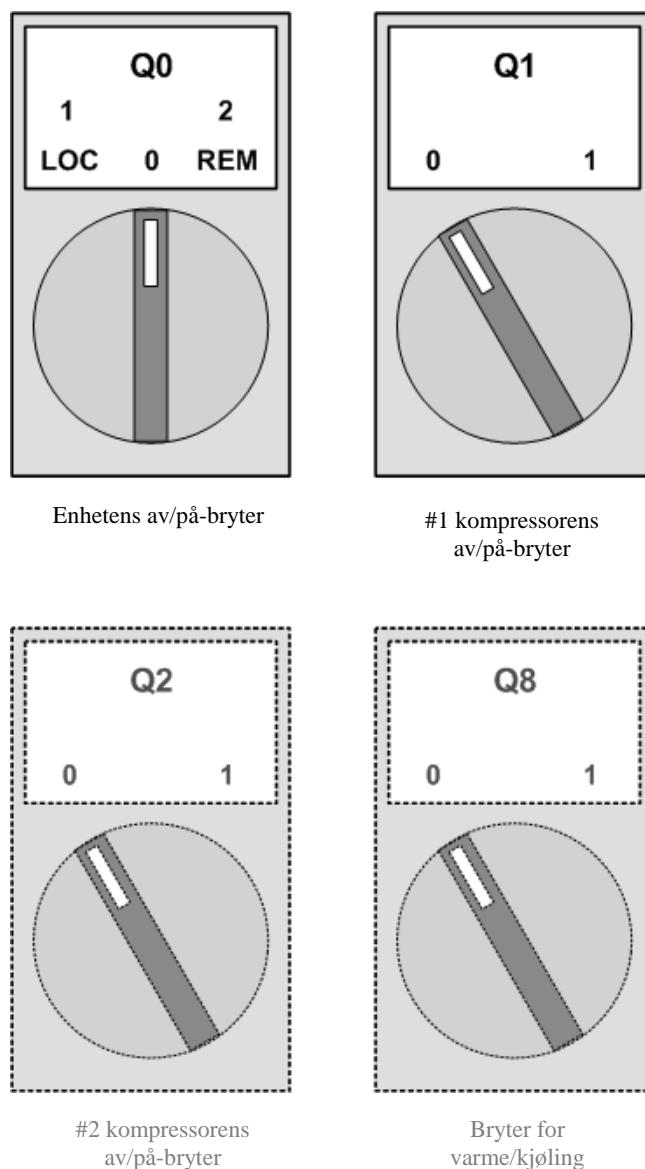 Q0
1 2
LOC 0 REM
Enhetens av/på-bryter
Q1
0 1
#1 kompressorens
av/på-bryter
Q2
0 1
#2 kompressorens
av/på-bryter
Q8
0 1
Bryter for
varme/kjøling